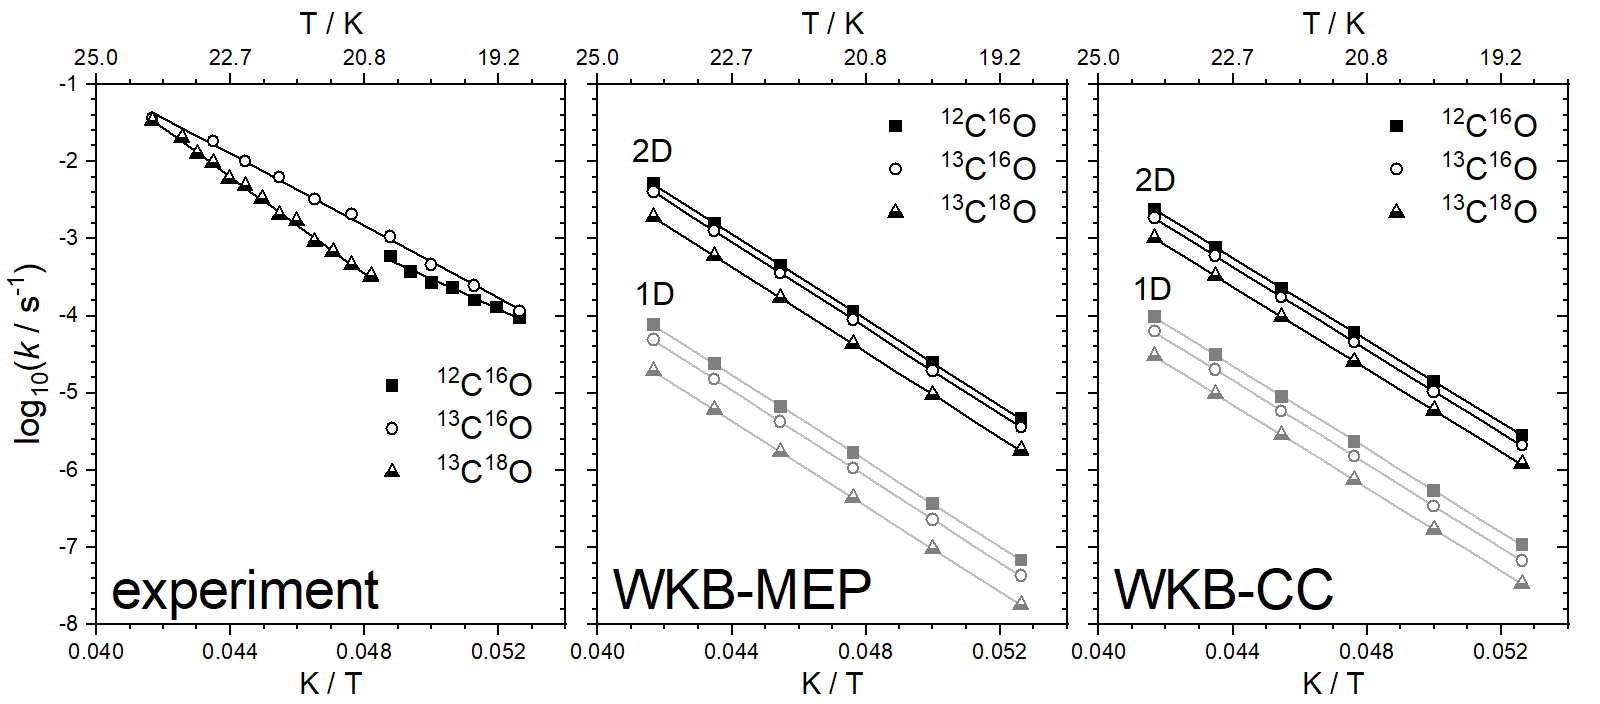 T / K
T / K
T / K
25.0 22.7 20.8 19.2
25.0 22.7 20.8 19.2
25.0 22.7 20.8 19.2
log₁₀(k / s⁻¹)
-1
-2
-3
-4
-5
-6
-7
-8
¹²C¹⁶O
¹³C¹⁶O
¹³C¹⁸O
experiment
2D
1D
¹²C¹⁶O
¹³C¹⁶O
¹³C¹⁸O
WKB-MEP
2D
1D
¹²C¹⁶O
¹³C¹⁶O
¹³C¹⁸O
WKB-CC
0.040 0.044 0.048 0.052
0.040 0.044 0.048 0.052
0.040 0.044 0.048 0.052
K / T
K / T
K / T